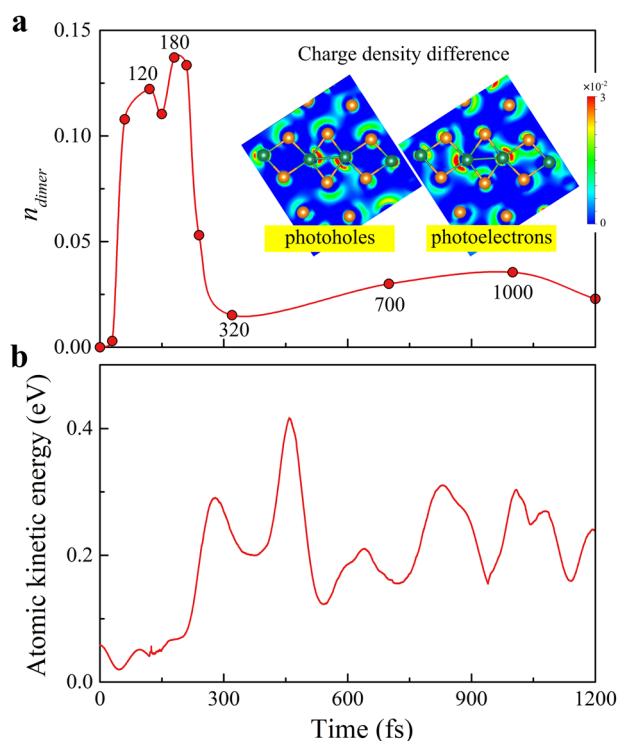 a
0.15
0.10
0.05
0.00
n_dimer
120
180
320
700
1000
Charge density difference
photoholes
photoelectrons
×10⁻²
3
0
b
0.4
0.2
0.0
Atomic kinetic energy (eV)
0
300
600
900
1200
Time (fs)